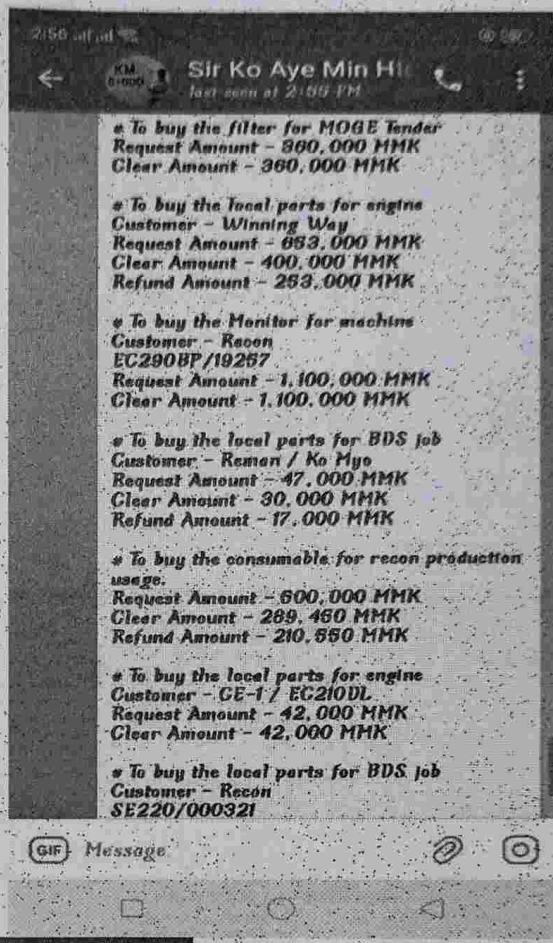 2:56
Sir Ko Aye Min
last seen at 2:55 PM
# To buy the filter for MOGE Tender
Request Amount - 360,000 MMK
Clear Amount - 360,000 MMK
# To buy the local parts for engine
Customer - Winning Way
Request Amount - 653,000 MMK
Clear Amount - 400,000 MMK
Refund Amount - 253,000 MMK
# To buy the Monitor for machine
Customer - Recon
EC290BP/19257
Request Amount - 1,100,000 MMK
Clear Amount - 1,100,000 MMK
# To buy the local parts for BDS job
Customer - Reman / Ko Myo
Request Amount - 47,000 MMK
Clear Amount - 30,000 MMK
Refund Amount - 17,000 MMK
# To buy the consumable for recon production
usage.
Request Amount - 500,000 MMK
Clear Amount - 289,450 MMK
Refund Amount - 210,550 MMK
# To buy the local parts for engine
Customer - GE-1 / EC210DL
Request Amount - 42,000 MMK
Clear Amount - 42,000 MMK
# To buy the local parts for BDS job
Customer - Recon
SE220/000321
GIF Message